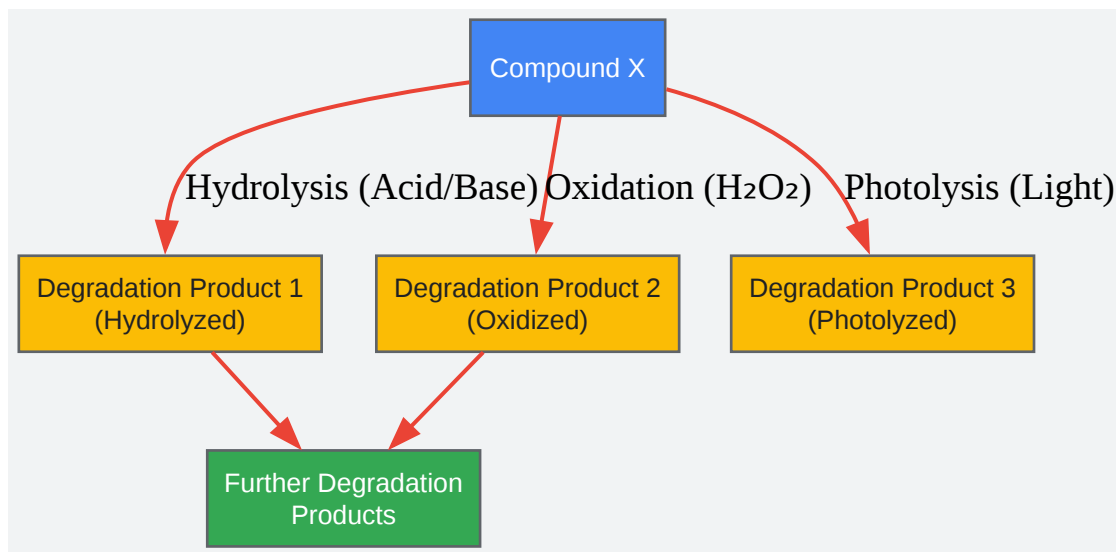 Compound X
Hydrolysis (Acid/Base)
Oxidation (H₂O₂)
Photolysis (Light)
Degradation Product 1
(Hydrolyzed)
Degradation Product 2
(Oxidized)
Degradation Product 3
(Photolyzed)
Further Degradation
Products